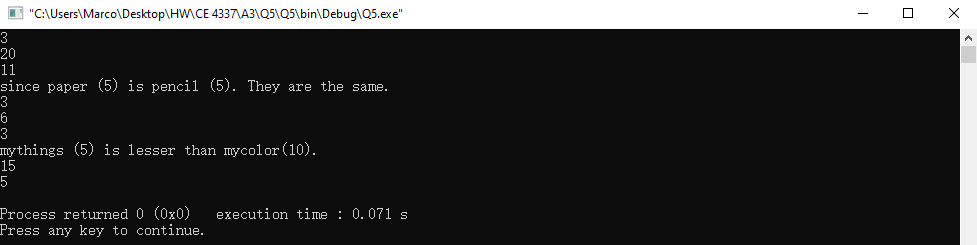 "C:\Users\Marco\Desktop\HW\CE 4337\A3\Q5\Q5\bin\Debug\Q5.exe"
3
20
11
since paper (5) is pencil (5). They are the same.
3
6
3
mythings (5) is lesser than mycolor(10).
15
5
Process returned 0 (0x0)   execution time : 0.071 s
Press any key to continue.